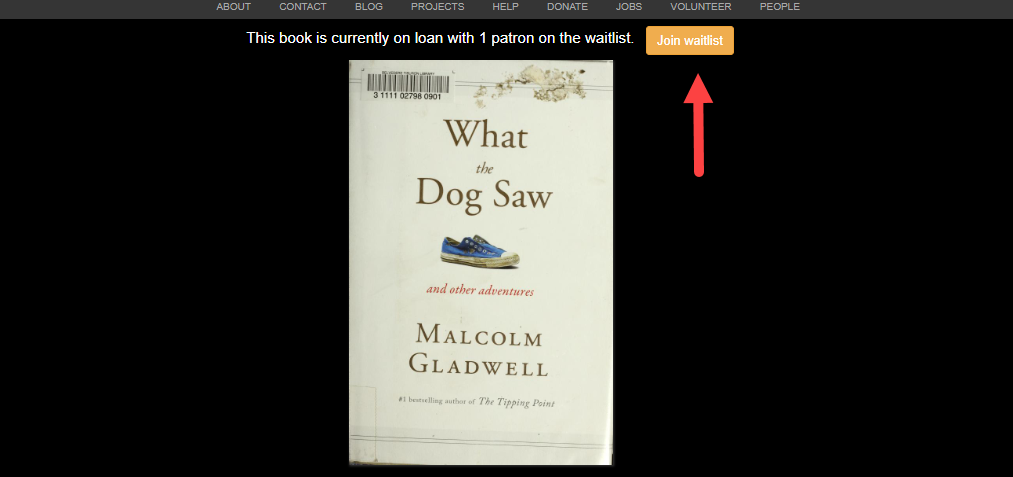 ABOUT CONTACT BLOG PROJECTS HELP DONATE JOBS VOLUNTEER PEOPLE
This book is currently on loan with 1 patron on the waitlist. Join waitlist
3 1111 02798 0901
What
the
Dog Saw
and other adventures
MALCOLM
GLADWELL
#1 bestselling author of The Tipping Point